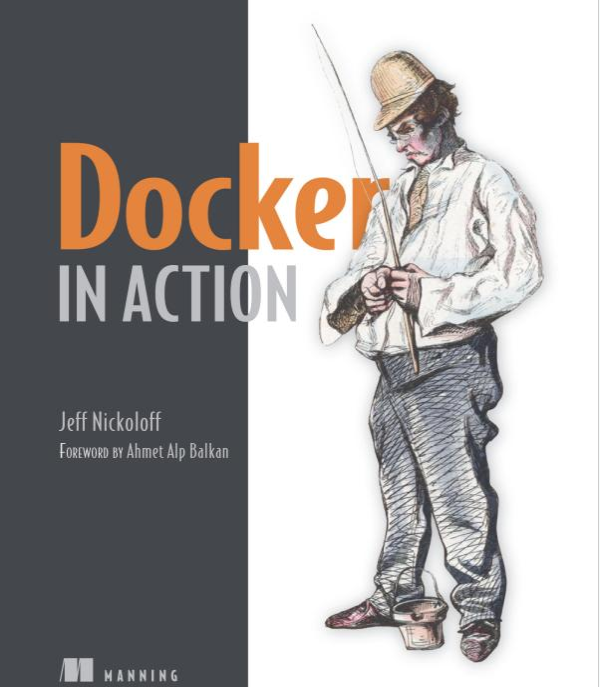 Docker
IN ACTION
Jeff Nickoloff
FOREWORD BY Ahmet Alp Balkan
MANNING